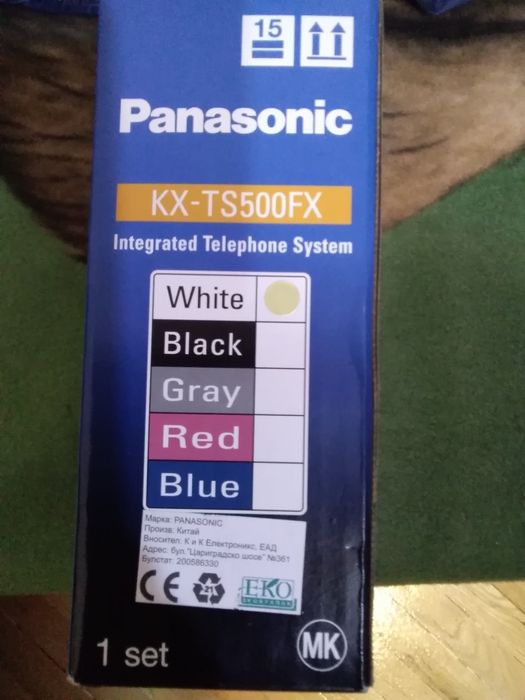 15
Panasonic
KX-TS500FX
Integrated Telephone System
White
Black
Gray
Red
Blue
Марка: PANASONIC
Произв: Китай
Вносител: К и К Електроникс, ЕАД
Адрес: бул."Цариградско шосе" №361
Булстат: 200586330
CE
21
EKO
1 set
MK